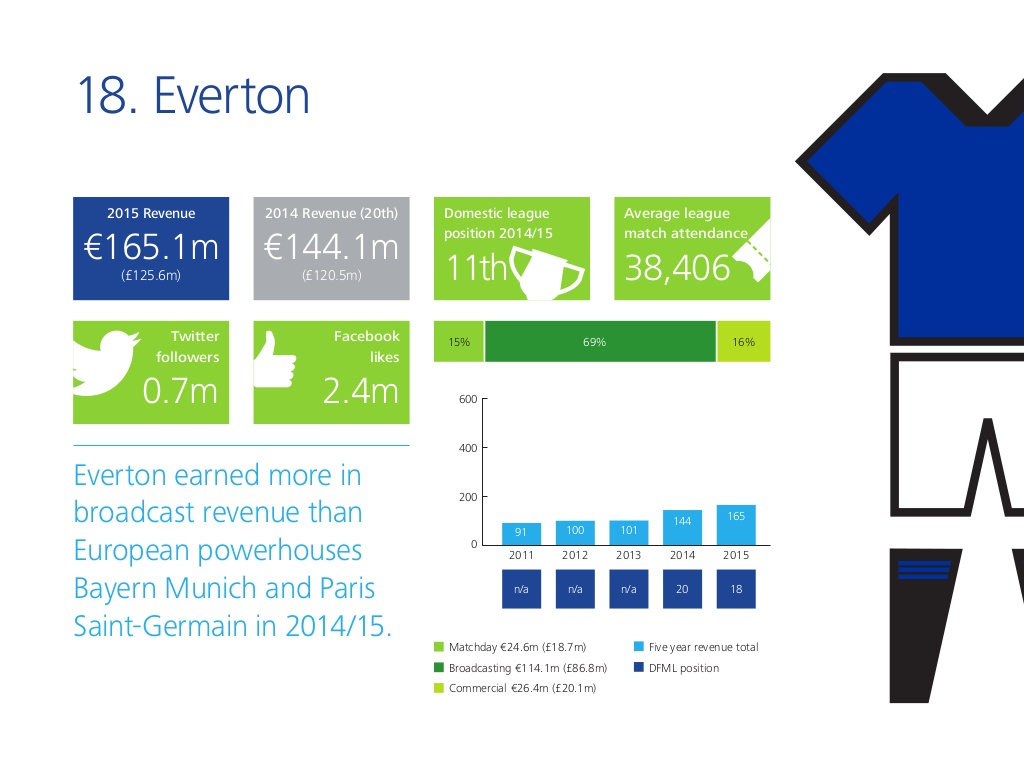 18. Everton
2015 Revenue
€165.1m
(£125.6m)
2014 Revenue (20th)
€144.1m
(£120.5m)
Domestic league
position 2014/15
11th
Average league
match attendance
38,406
Twitter
followers
0.7m
Facebook
likes
2.4m
15% 69% 16%
Everton earned more in
broadcast revenue than
European powerhouses
Bayern Munich and Paris
Saint-Germain in 2014/15.
600
400
200
0
91 100 101 144 165
2011 2012 2013 2014 2015
n/a n/a n/a 20 18
Matchday €24.6m (£18.7m)
Broadcasting €114.1m (£86.8m)
Commercial €26.4m (£20.1m)
Five year revenue total
DFML position